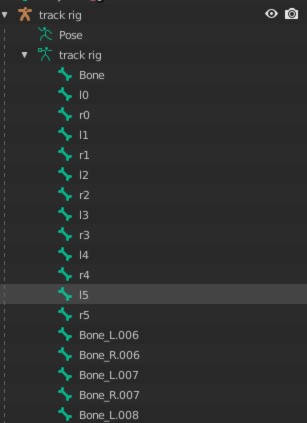 track rig
Pose
track rig
Bone
l0
r0
l1
r1
l2
r2
l3
r3
l4
r4
l5
r5
Bone_L.006
Bone_R.006
Bone_L.007
Bone_R.007
Bone_L.008